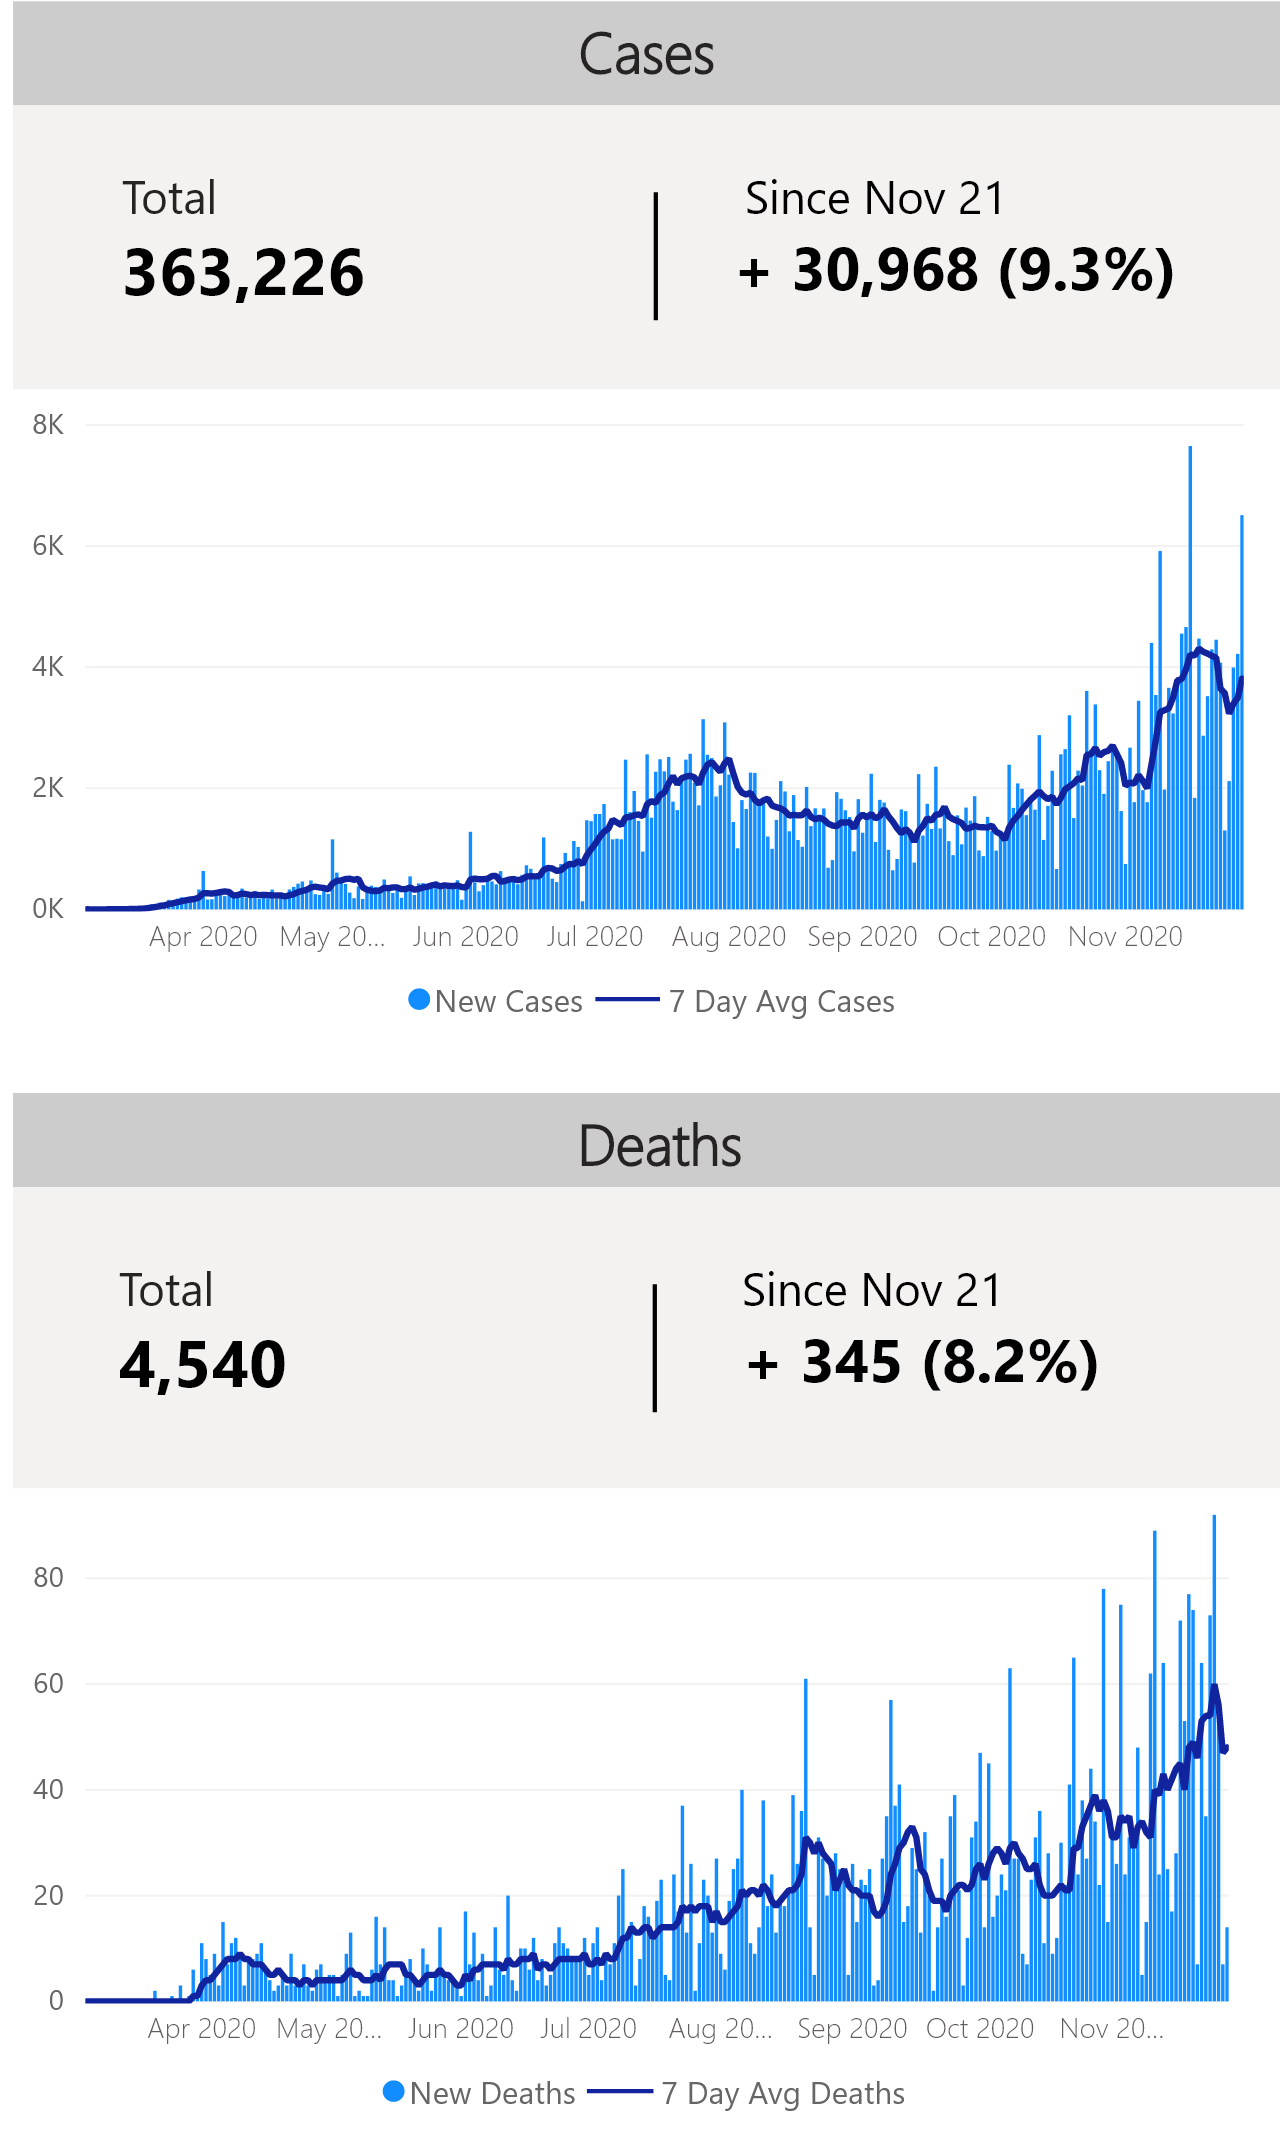 Cases
Total
Since Nov 21
363,226
+ 30,968 (9.3%)
8K
6K
4K
2K
0K
Apr 2020 May 20... Jun 2020 Jul 2020 Aug 2020 Sep 2020 Oct 2020 Nov 2020
New Cases 7 Day Avg Cases
Deaths
Total
Since Nov 21
4,540
+ 345 (8.2%)
80
60
40
20
0
Apr 2020 May 20... Jun 2020 Jul 2020 Aug 20... Sep 2020 Oct 2020 Nov 20...
New Deaths 7 Day Avg Deaths